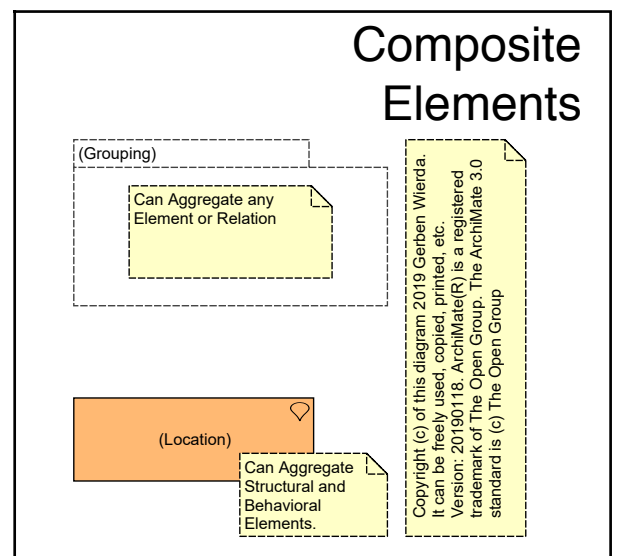 Composite
Elements
(Grouping)
Can Aggregate any
Element or Relation
Copyright (c) of this diagram 2019 Gerben Wierda.
It can be freely used, copied, printed, etc.
Version: 20190118. ArchiMate(R) is a registered
trademark of The Open Group. The ArchiMate 3.0
standard is (c) The Open Group
(Location)
Can Aggregate
Structural and
Behavioral
Elements.